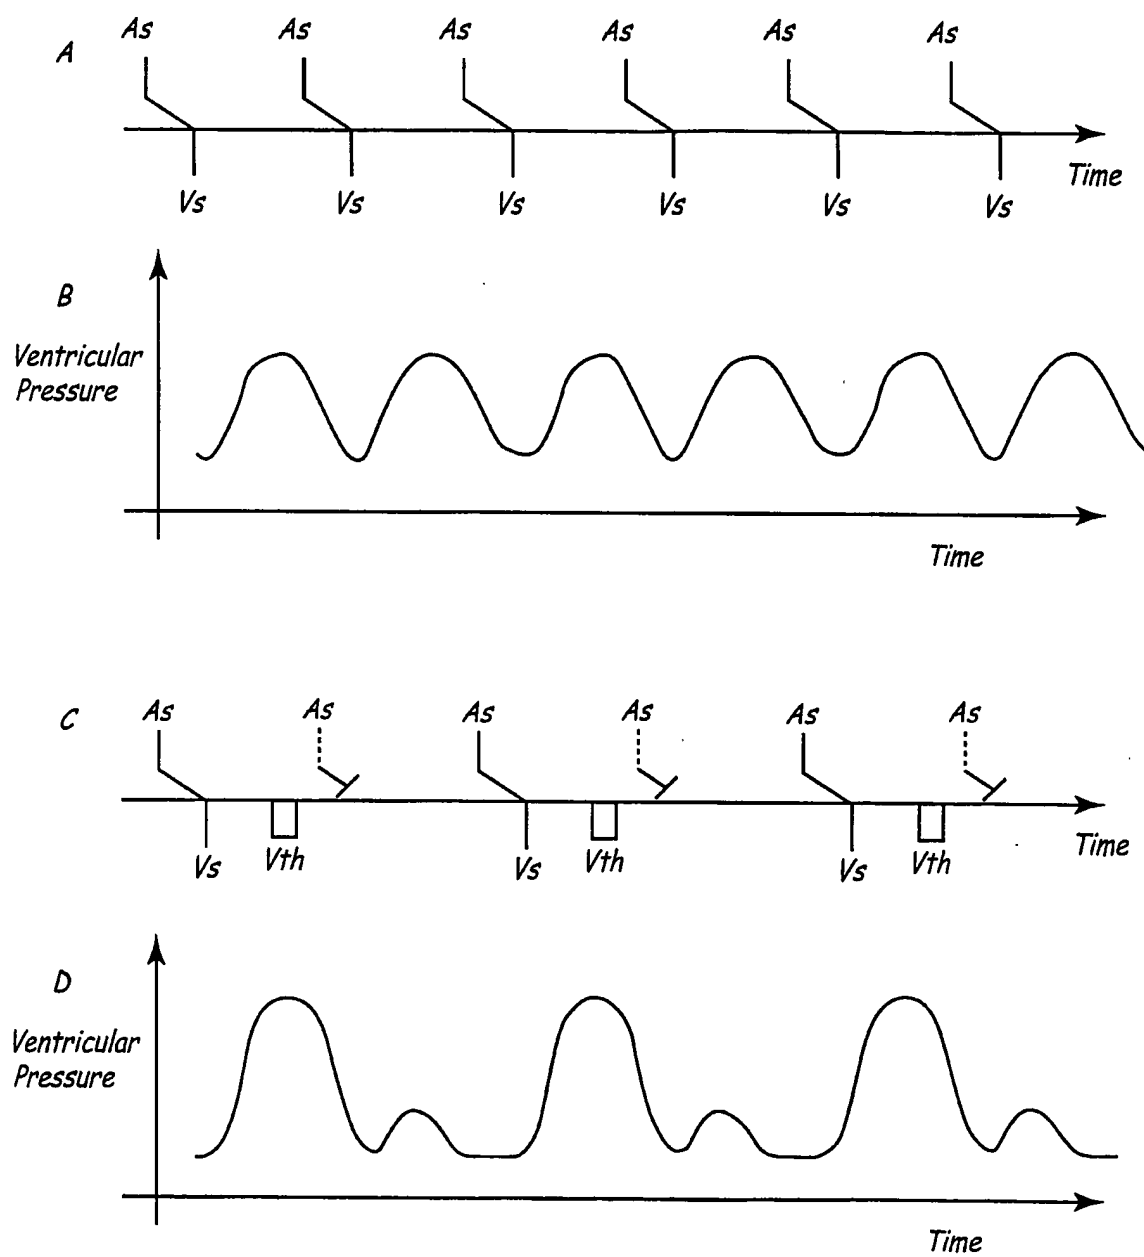 A
As As As As As As
Time
Vs Vs Vs Vs Vs Vs
B
Ventricular
Pressure
Time
C
As As As As As As
Time
Vs Vth Vs Vth Vs Vth
D
Ventricular
Pressure
Time